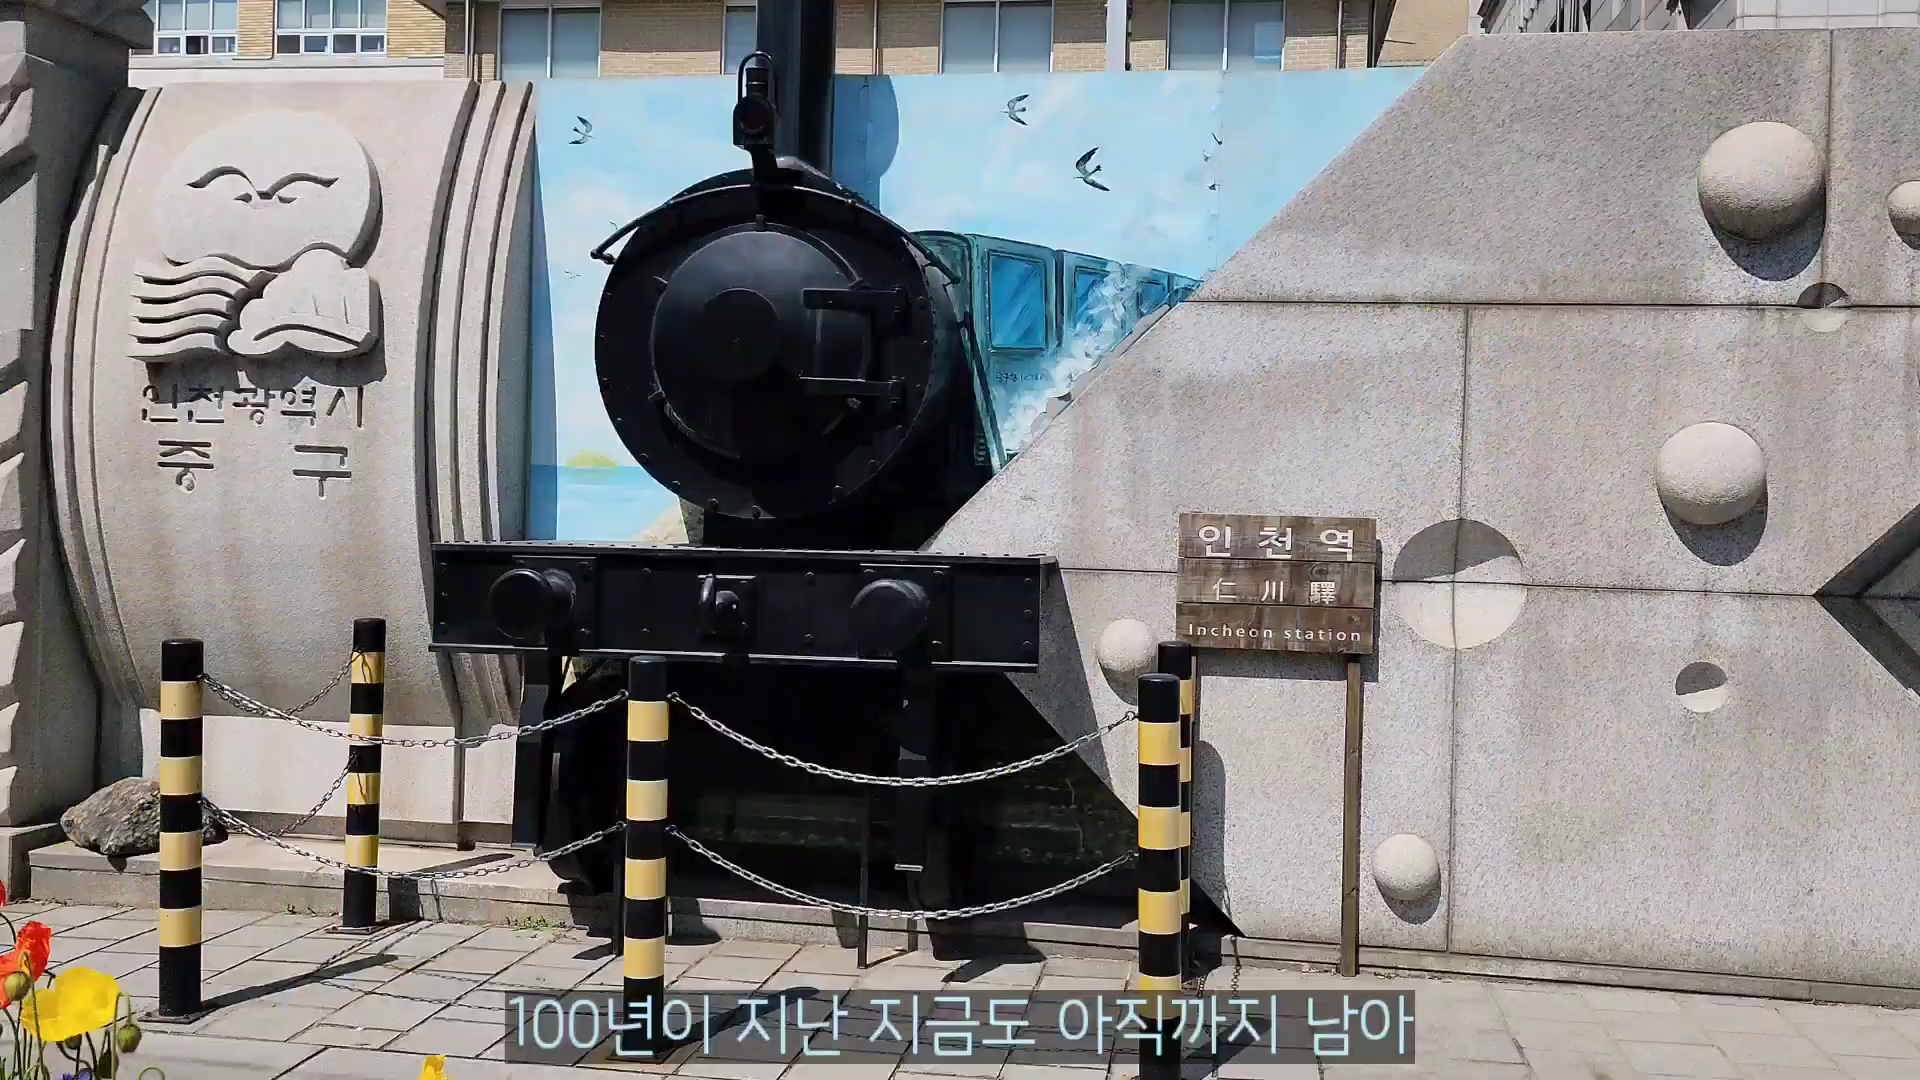 인천광역시
중 구
인 천 역
仁 川 驛
Incheon station
100년이 지난 지금도 아직까지 남아